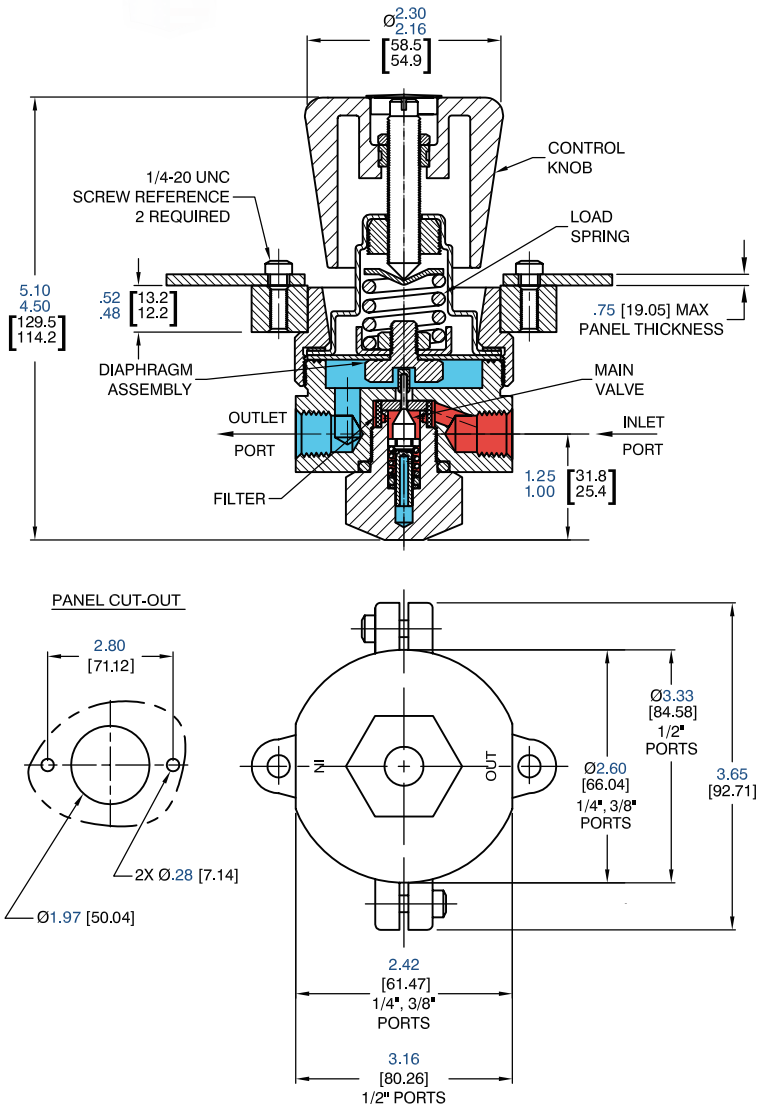 Ø2.30
2.16
[58.5
54.9]
1/4-20 UNC
SCREW REFERENCE
2 REQUIRED
CONTROL
KNOB
LOAD
SPRING
5.10
4.50
[129.5
114.2]
.52 [13.2
.48 12.2]
.75 [19.05] MAX
PANEL THICKNESS
DIAPHRAGM
ASSEMBLY
MAIN
VALVE
OUTLET
PORT
INLET
PORT
FILTER
1.25 [31.8
1.00 25.4]
PANEL CUT-OUT
2.80
[71.12]
2X Ø.28 [7.14]
Ø1.97 [50.04]
IN
OUT
Ø3.33
[84.58]
1/2"
PORTS
Ø2.60
[66.04]
1/4", 3/8"
PORTS
3.65
[92.71]
2.42
[61.47]
1/4", 3/8"
PORTS
3.16
[80.26]
1/2" PORTS